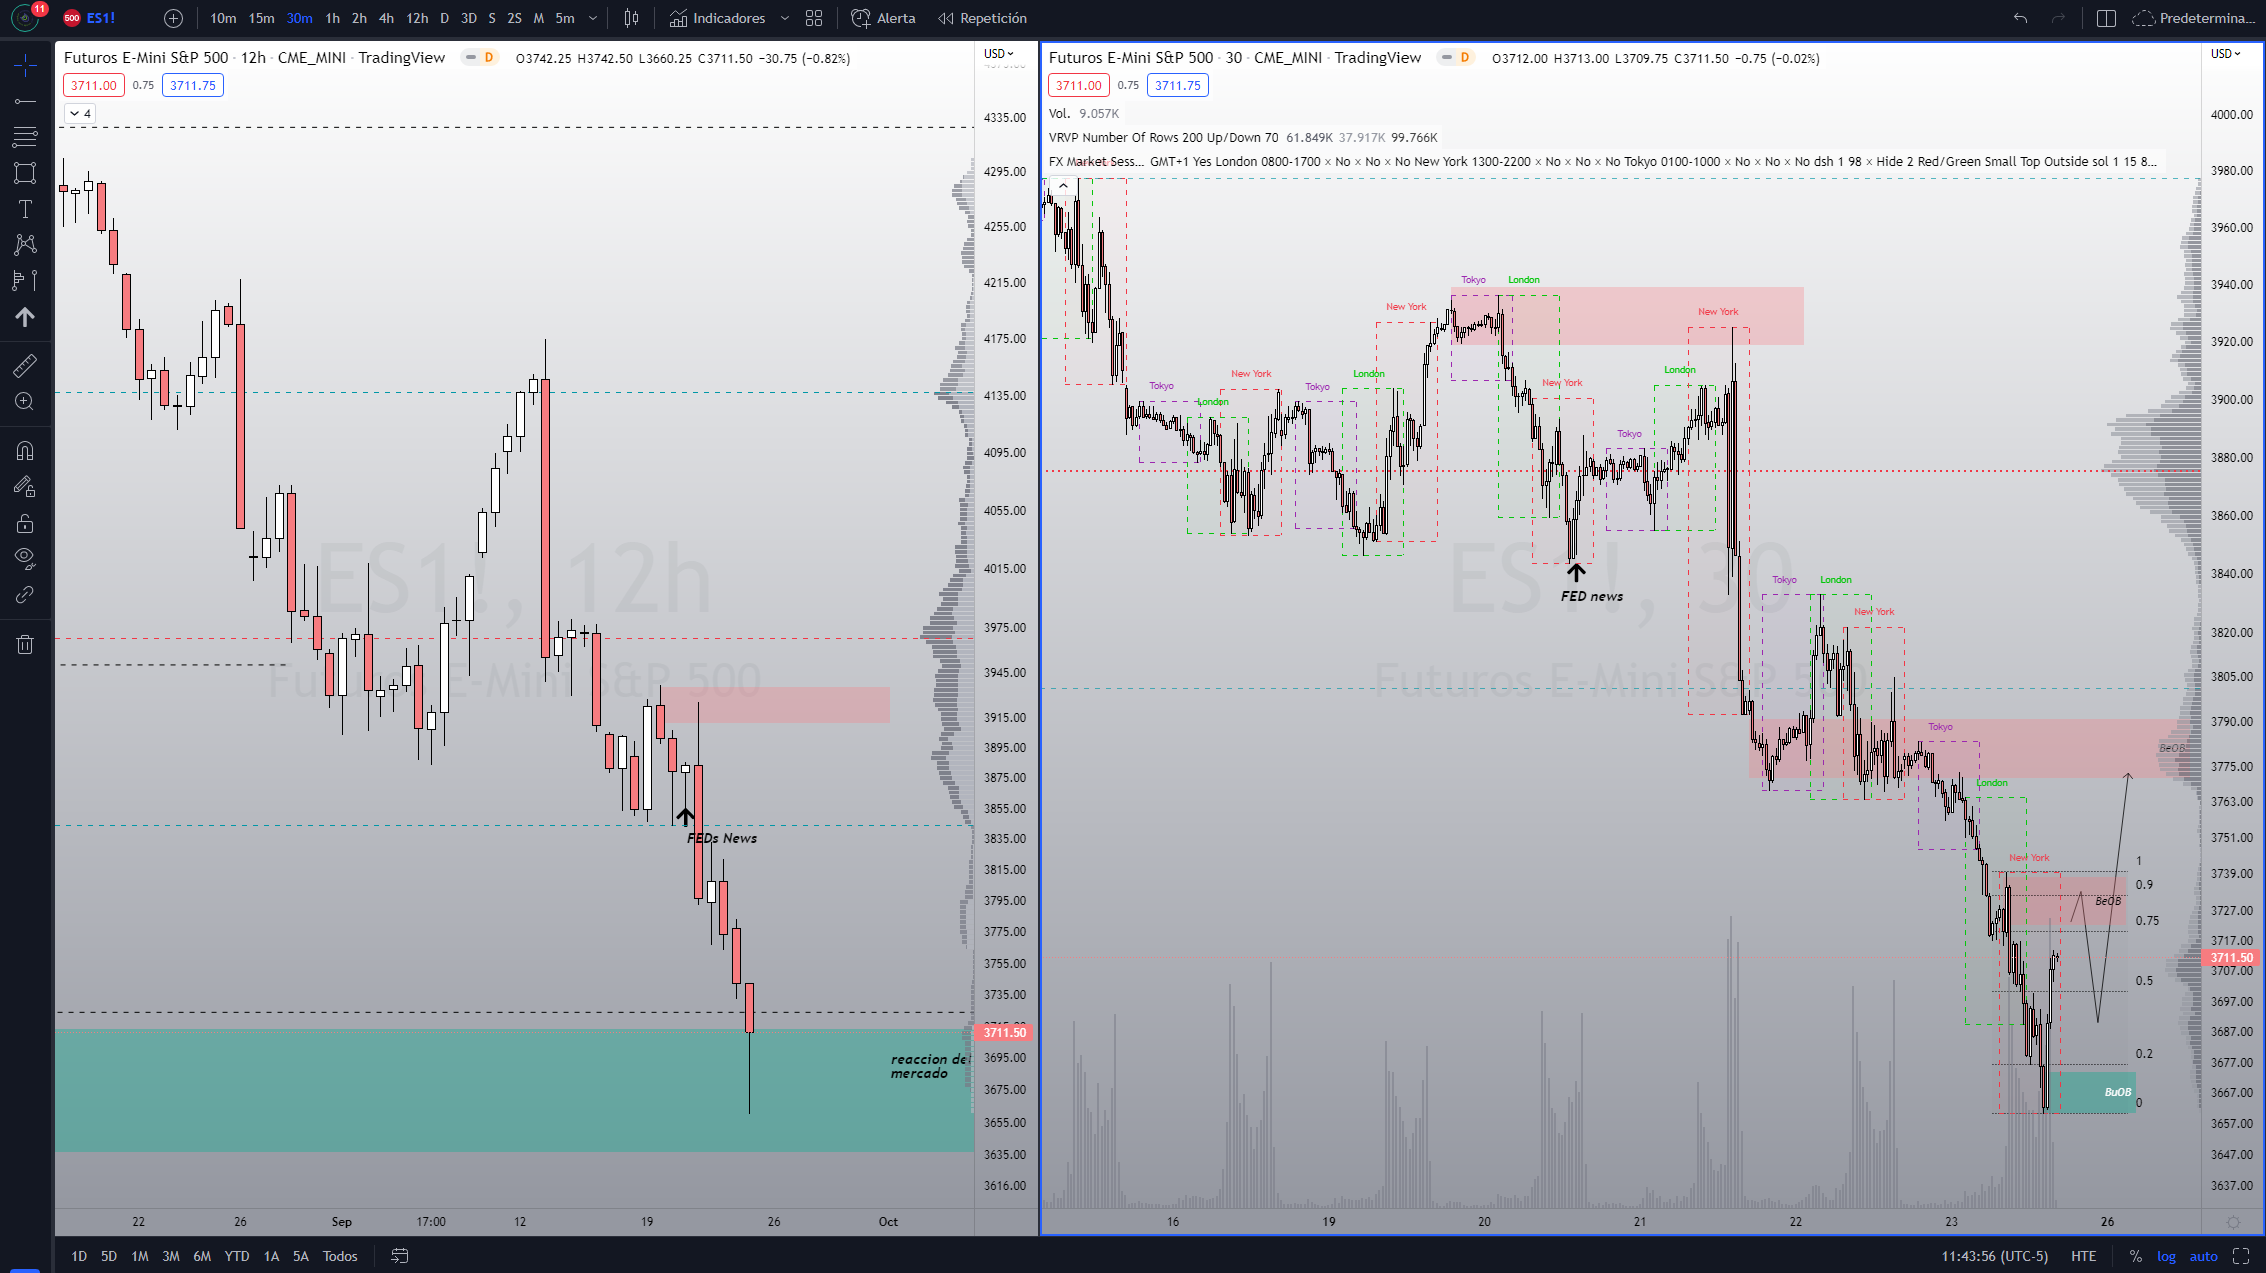 11
500 ES1! 10m 15m 30m 1h 2h 4h 12h D 3D S 2S M 5m Indicadores Alerta Repetición Predetermina...
Futuros E-Mini S&P 500 · 12h · CME_MINI · TradingView D O3742.25 H3742.50 L3660.25 C3711.50 −30.75 (−0.82%)
3711.00 0.75 3711.75
4
USD
4335.00
4295.00
4255.00
4215.00
4175.00
4135.00
4095.00
4055.00
4015.00
3975.00
3945.00
3915.00
3895.00
3875.00
3855.00
3835.00
3795.00
3775.00
3755.00
3735.00
3711.50
3695.00
3675.00
3655.00
3635.00
3616.00
ES1!, 12h
Futuros E-Mini S&P 500
FEDs News
reaccion del
mercado
22 26 Sep 17:00 12 19 26 Oct
Futuros E-Mini S&P 500 · 30 · CME_MINI · TradingView D O3712.00 H3713.00 L3709.75 C3711.50 −0.75 (−0.02%)
3711.00 0.75 3711.75
Vol. 9.057K
VRVP Number Of Rows 200 Up/Down 70 61.849K 37.917K 99.766K
FX Market Sess... GMT+1 Yes London 0800-1700 × No × No × No New York 1300-2200 × No × No × No Tokyo 0100-1000 × No × No × No dsh 1 98 × Hide 2 Red/Green Small Top Outside sol 1 15 8...
USD
4000.00
3980.00
3960.00
3940.00
3920.00
3900.00
3880.00
3860.00
3840.00
3820.00
3805.00
3790.00
3775.00
3763.00
3751.00
3739.00
3727.00
3717.00
3711.50
3707.00
3697.00
3687.00
3677.00
3667.00
3657.00
3647.00
3637.00
ES1!, 30
Futuros E-Mini S&P 500
Tokyo London
New York
New York
London
New York
London
Tokyo
Tokyo
New York
London
Tokyo
FED news
Tokyo London
New York
Tokyo
BeOB
London
New York
1
0.9
BeOB
0.75
0.5
0.2
BuOB
0
16 19 20 21 22 23 26
1D 5D 1M 3M 6M YTD 1A 5A Todos
11:43:56 (UTC-5) HTE % log auto